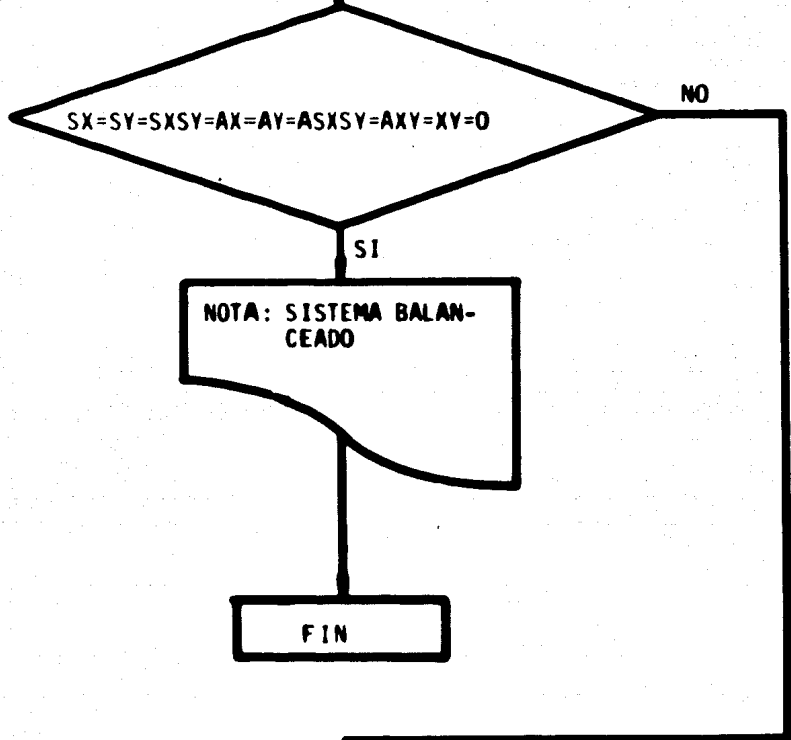 NO
SX=SY=SXSY=AX=AY=ASXSY=AXY=XY=0
SI
NOTA: SISTEMA BALAN-
CEADO
FIN